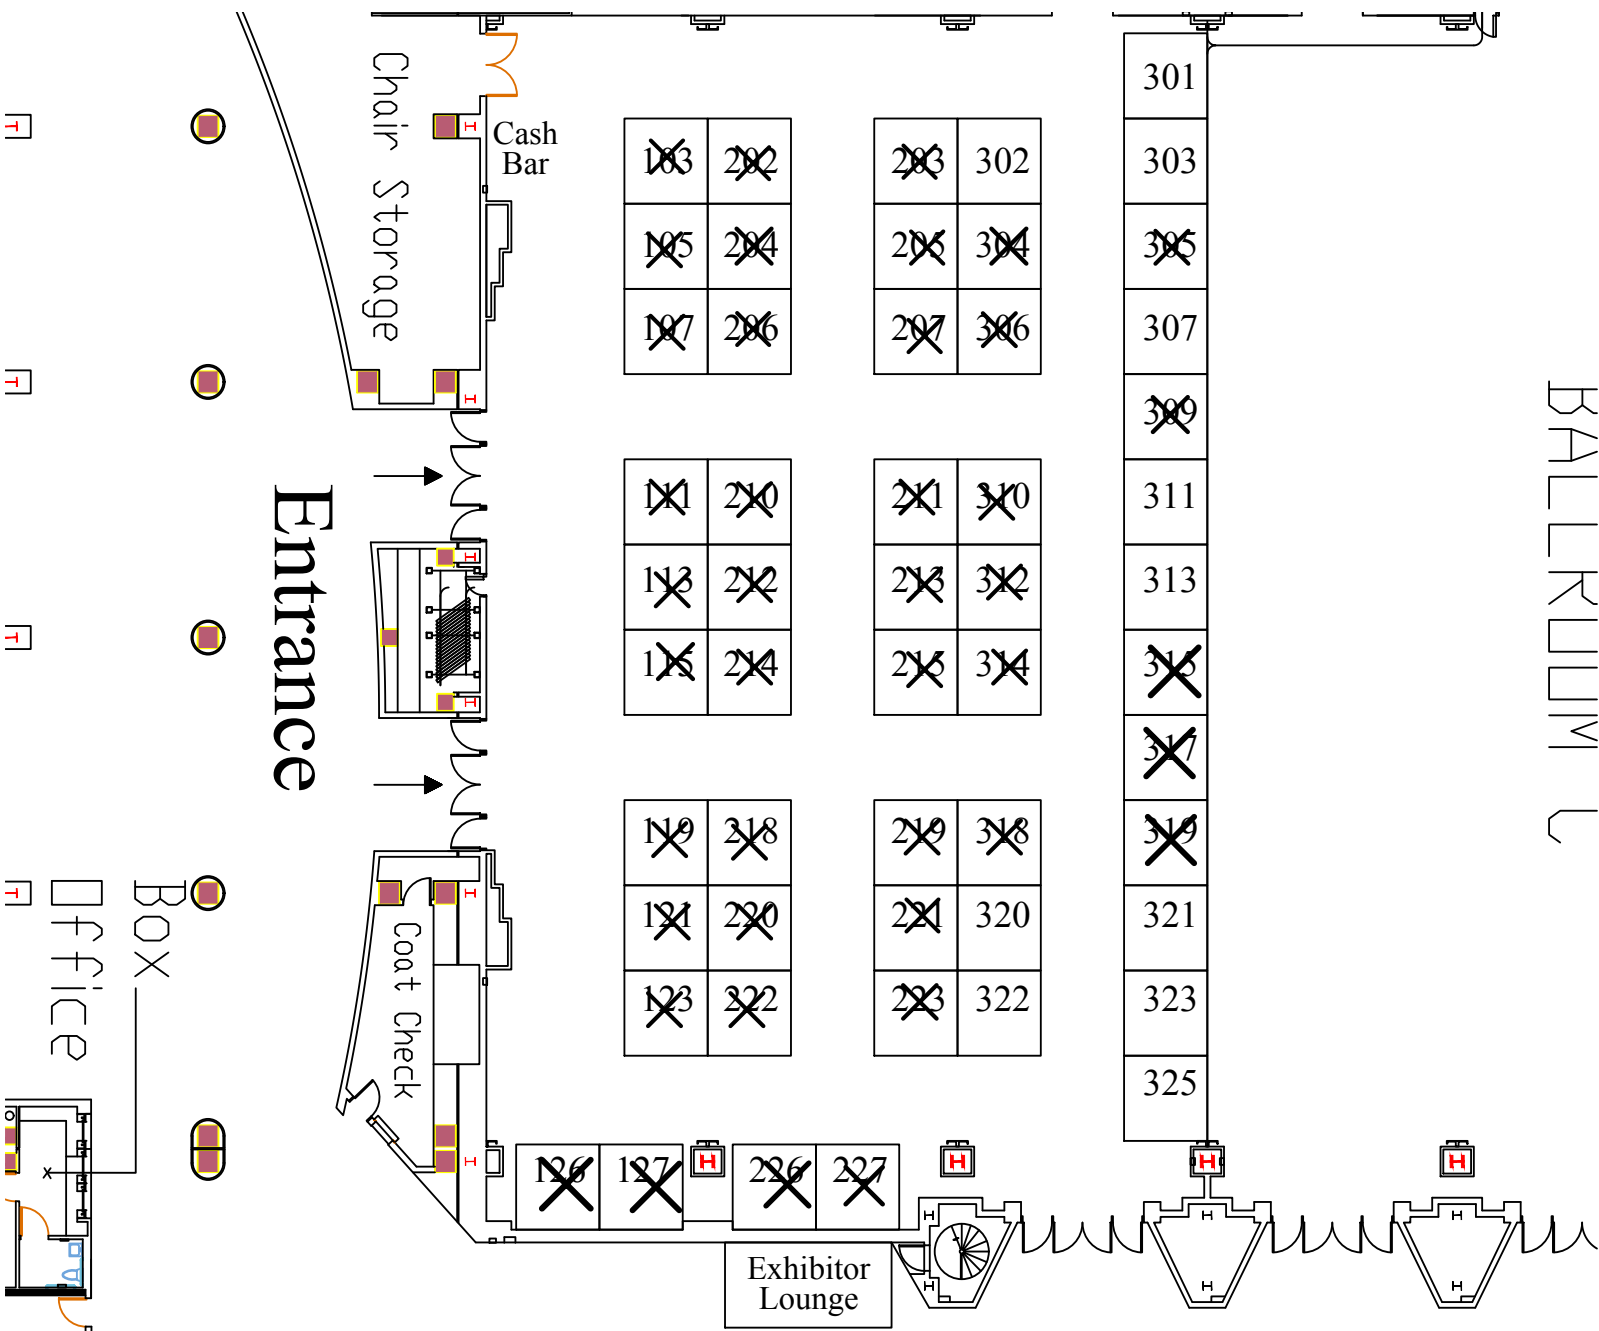 Chair Storage
Cash
Bar
301
103 202 203 302 303
105 204 205 304 305
107 206 207 306 307
309
111 210 211 310 311
113 212 213 312 313
115 214 215 314 315
317
119 218 219 318 319
121 220 221 320 321
123 222 223 322 323
325
126 127 226 227
Entrance
BALLROOM C
Box
Office
Coat Check
Exhibitor
Lounge